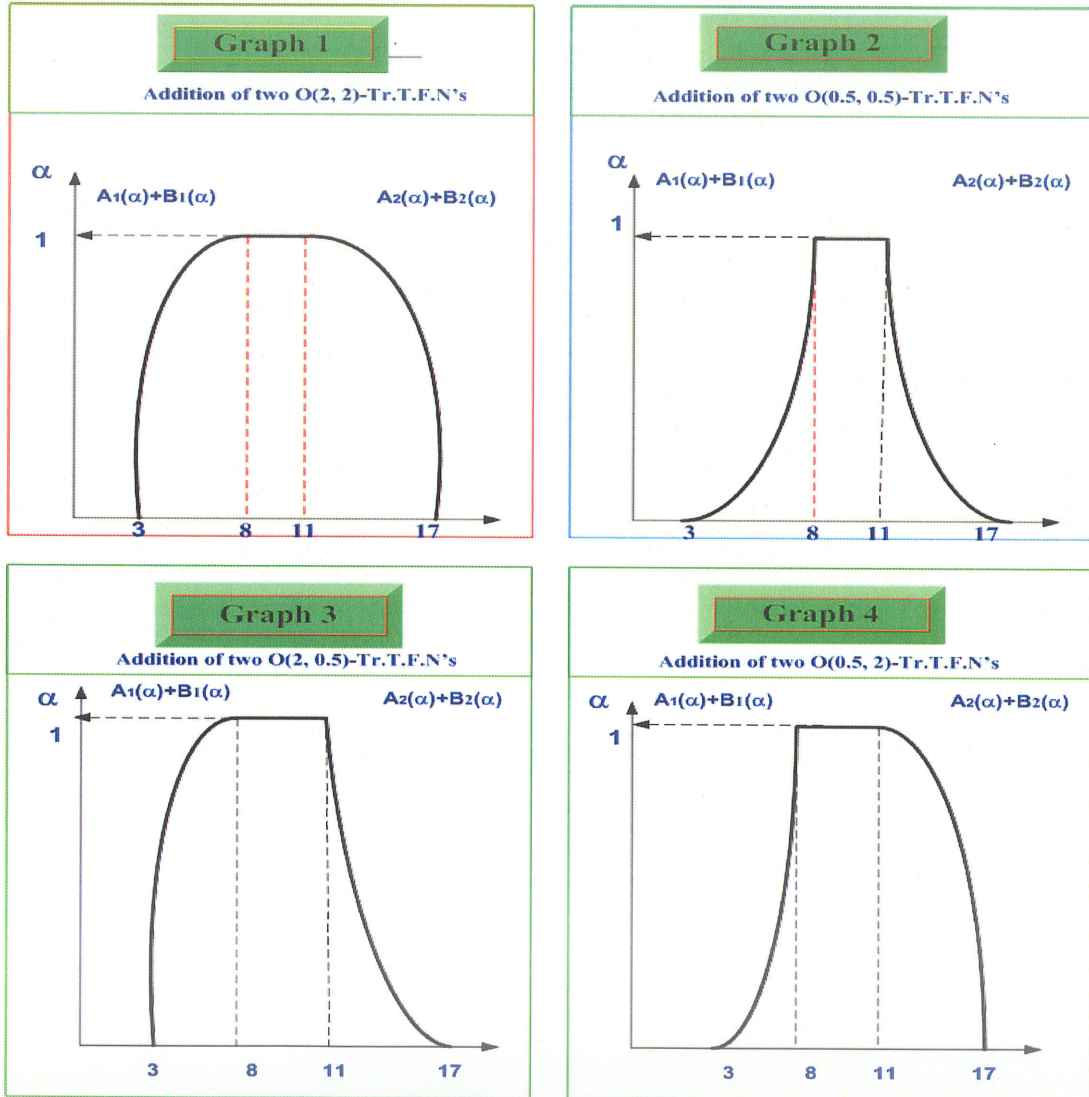 Graph 1
Addition of two O(2, 2)-Tr.T.F.N's
α
A1(α)+B1(α)
A2(α)+B2(α)
1
3
8
11
17
Graph 2
Addition of two O(0.5, 0.5)-Tr.T.F.N's
α
A1(α)+B1(α)
A2(α)+B2(α)
1
3
8
11
17
Graph 3
Addition of two O(2, 0.5)-Tr.T.F.N's
α
A1(α)+B1(α)
A2(α)+B2(α)
1
3
8
11
17
Graph 4
Addition of two O(0.5, 2)-Tr.T.F.N's
α
A1(α)+B1(α)
A2(α)+B2(α)
1
3
8
11
17